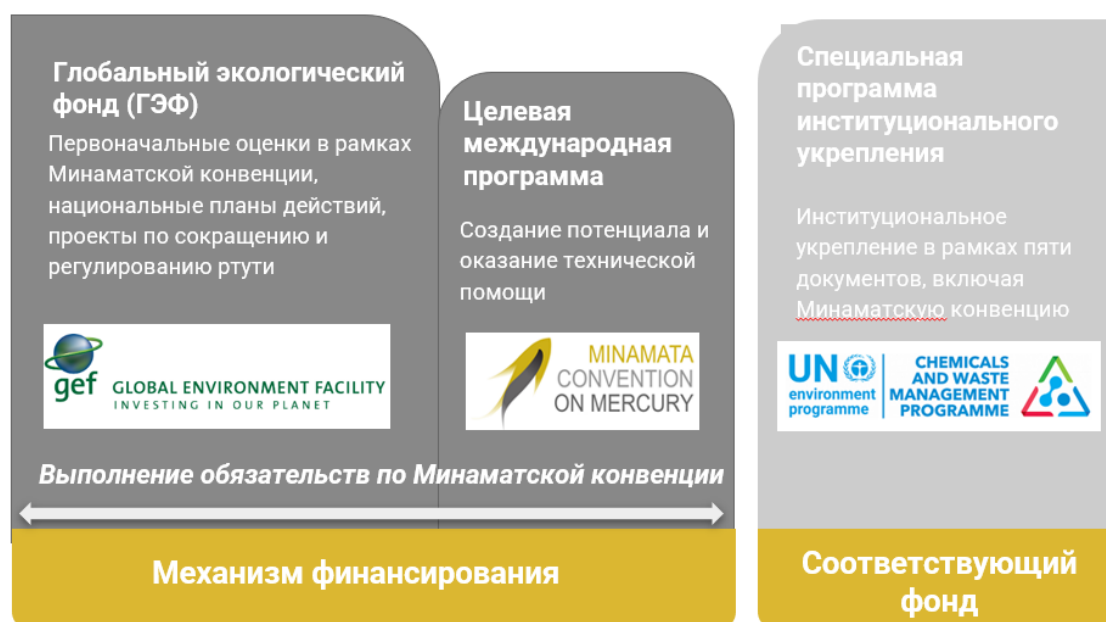 Глобальный экологический
фонд (ГЭФ)
Первоначальные оценки в рамках
Минаматской конвенции,
национальные планы действий,
проекты по сокращению и
регулированию ртути
gef
GLOBAL ENVIRONMENT FACILITY
INVESTING IN OUR PLANET
Целевая
международная
программа
Создание потенциала и
оказание технической
помощи
MINAMATA
CONVENTION
ON MERCURY
Выполнение обязательств по Минаматской конвенции
Механизм финансирования
Специальная
программа
институционального
укрепления
Институциональное
укрепление в рамках пяти
документов, включая
Минаматскую конвенцию
UN
environment
programme
CHEMICALS
AND WASTE
MANAGEMENT
PROGRAMME
Соответствующий
фонд